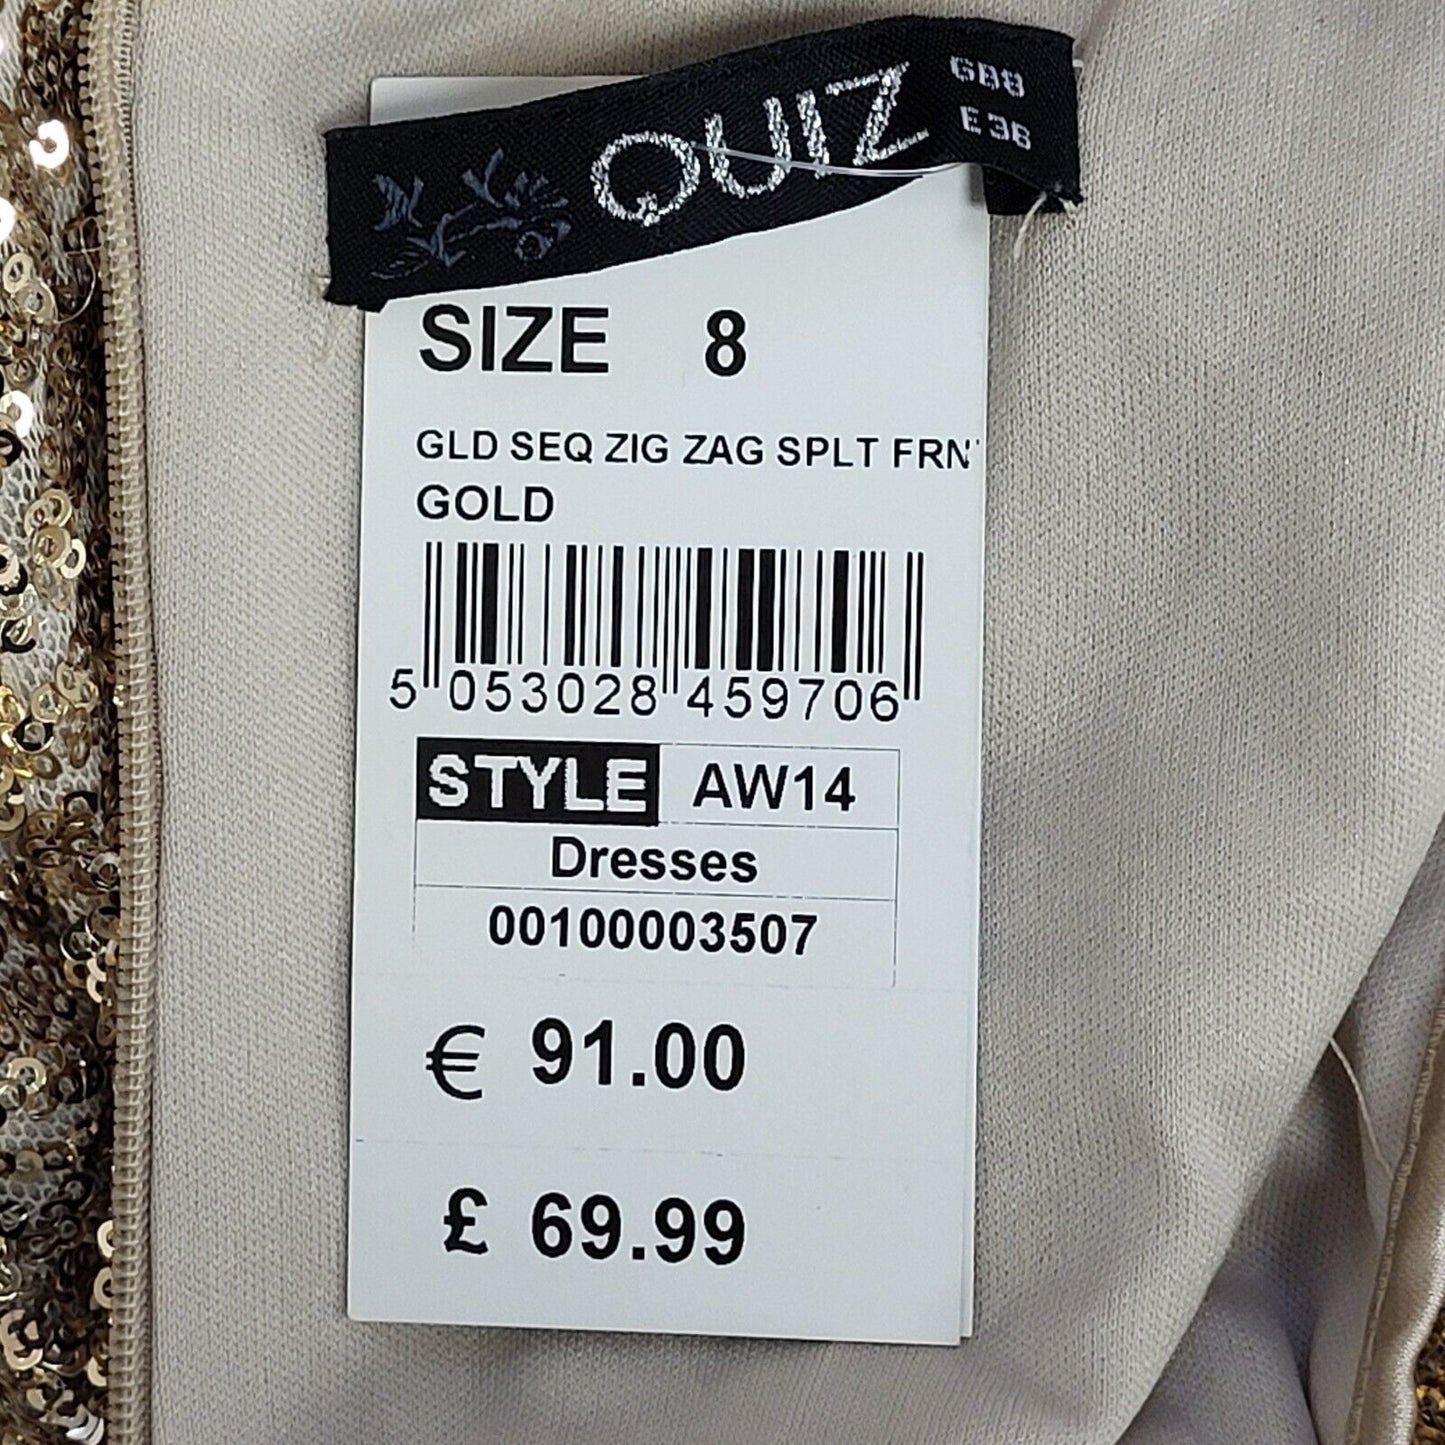 QUIZ
GB8
E 36
SIZE 8
GLD SEQ ZIG ZAG SPLT FRN
GOLD
5 053028 459706
STYLE AW14
Dresses
00100003507
€ 91.00
£ 69.99